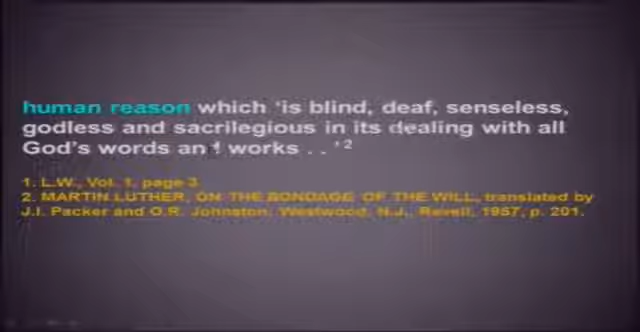 human reason which 'is blind, deaf, senseless,
godless and sacrilegious in its dealing with all
God's words and works . . '2
1. L.W., Vol. 1, page 3
2. MARTIN LUTHER, ON THE BONDAGE OF THE WILL, translated by
J.I. Packer and O.R. Johnston. Westwood, N.J., Revell, 1957, p. 201.